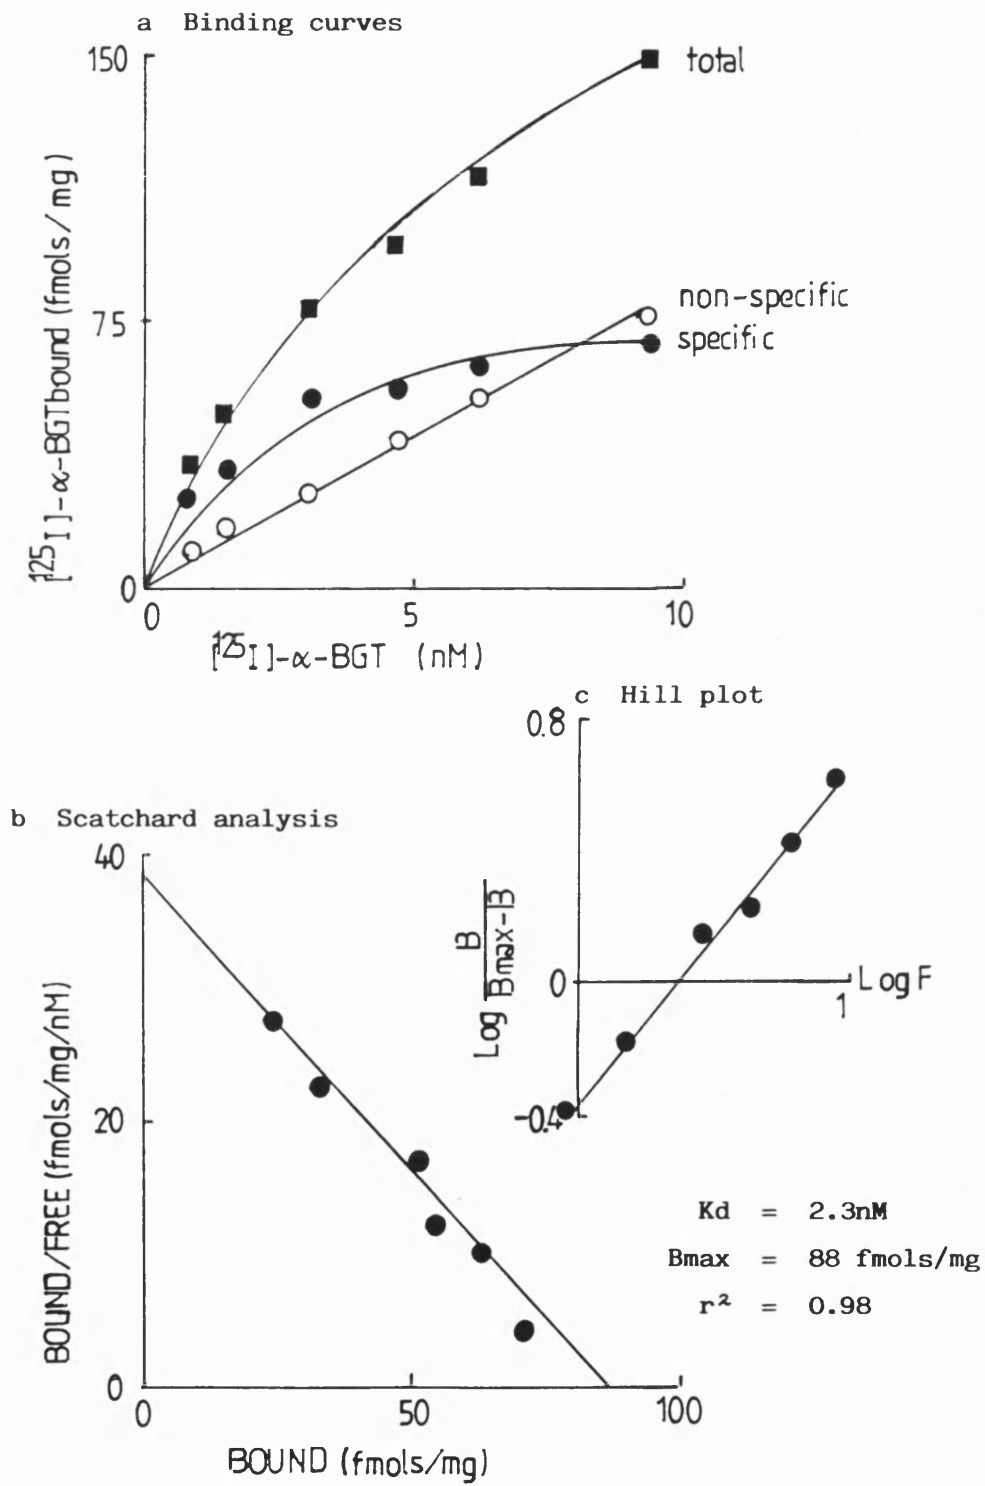 a Binding curves
150
total
[125I]-α-BGTbound (fmols/mg)
non-specific
75
specific
0
0
5
10
[125I]-α-BGT (nM)
c Hill plot
0.8
b Scatchard analysis
40
Log B/Bmax-B
0
Log F
1
-0.4
BOUND/FREE (fmols/mg/nM)
20
Kd = 2.3nM
Bmax = 88 fmols/mg
r² = 0.98
0
0
50
100
BOUND (fmols/mg)